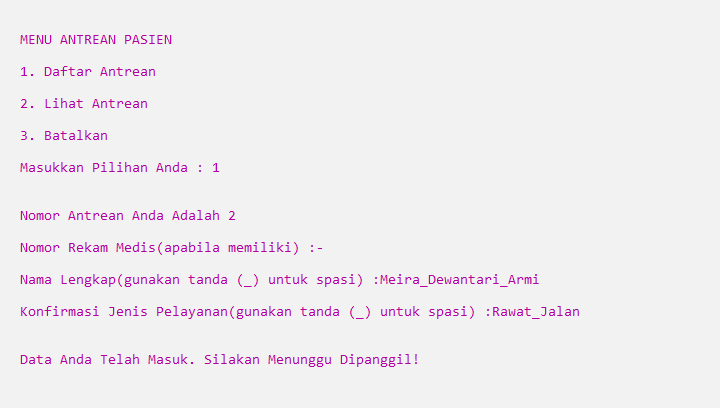 MENU ANTREAN PASIEN
1. Daftar Antrean
2. Lihat Antrean
3. Batalkan
Masukkan Pilihan Anda : 1
Nomor Antrean Anda Adalah 2
Nomor Rekam Medis(apabila memiliki) :-
Nama Lengkap(gunakan tanda (_) untuk spasi) :Meira_Dewantari_Armi
Konfirmasi Jenis Pelayanan(gunakan tanda (_) untuk spasi) :Rawat_Jalan
Data Anda Telah Masuk. Silakan Menunggu Dipanggil!